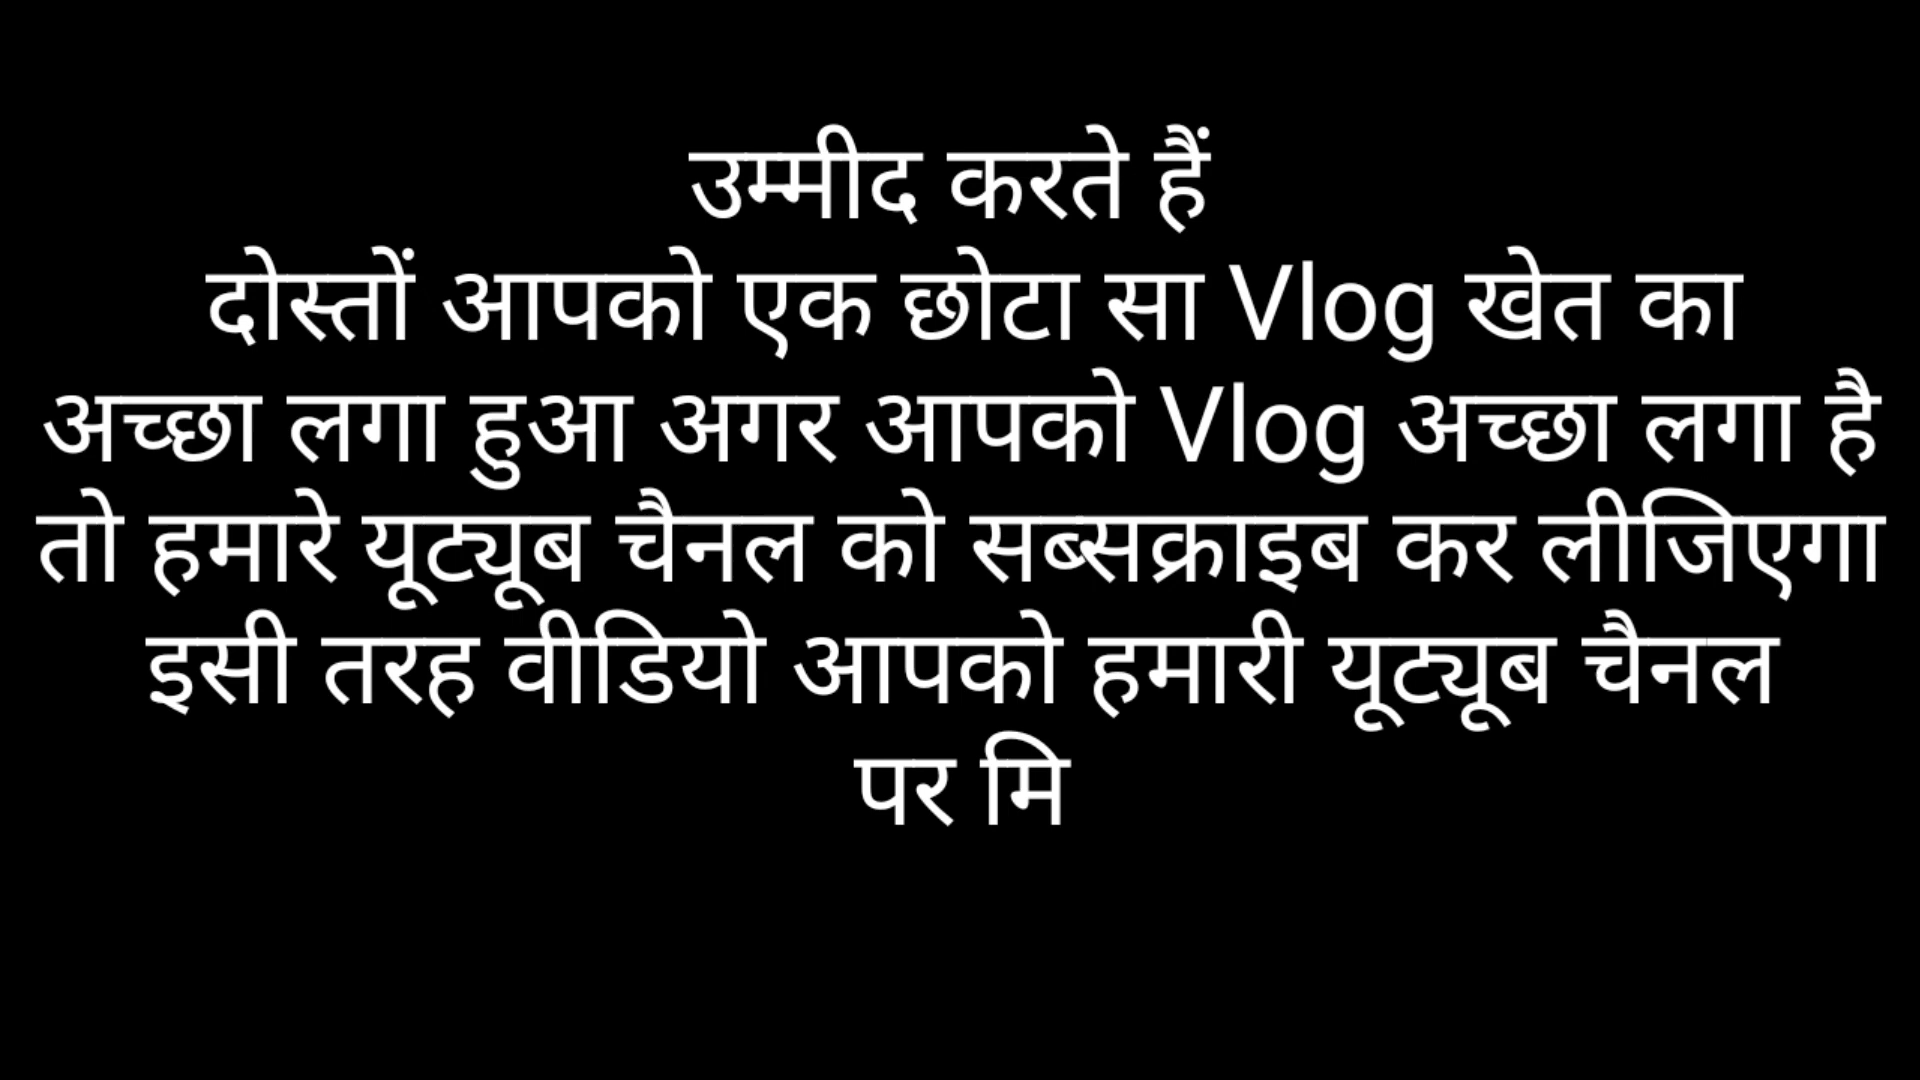 उम्मीद करते हैं
दोस्तों आपको एक छोटा सा Vlog खेत का
अच्छा लगा हुआ अगर आपको Vlog अच्छा लगा है
तो हमारे यूट्यूब चैनल को सब्सक्राइब कर लीजिएगा
इसी तरह वीडियो आपको हमारी यूट्यूब चैनल
पर मि